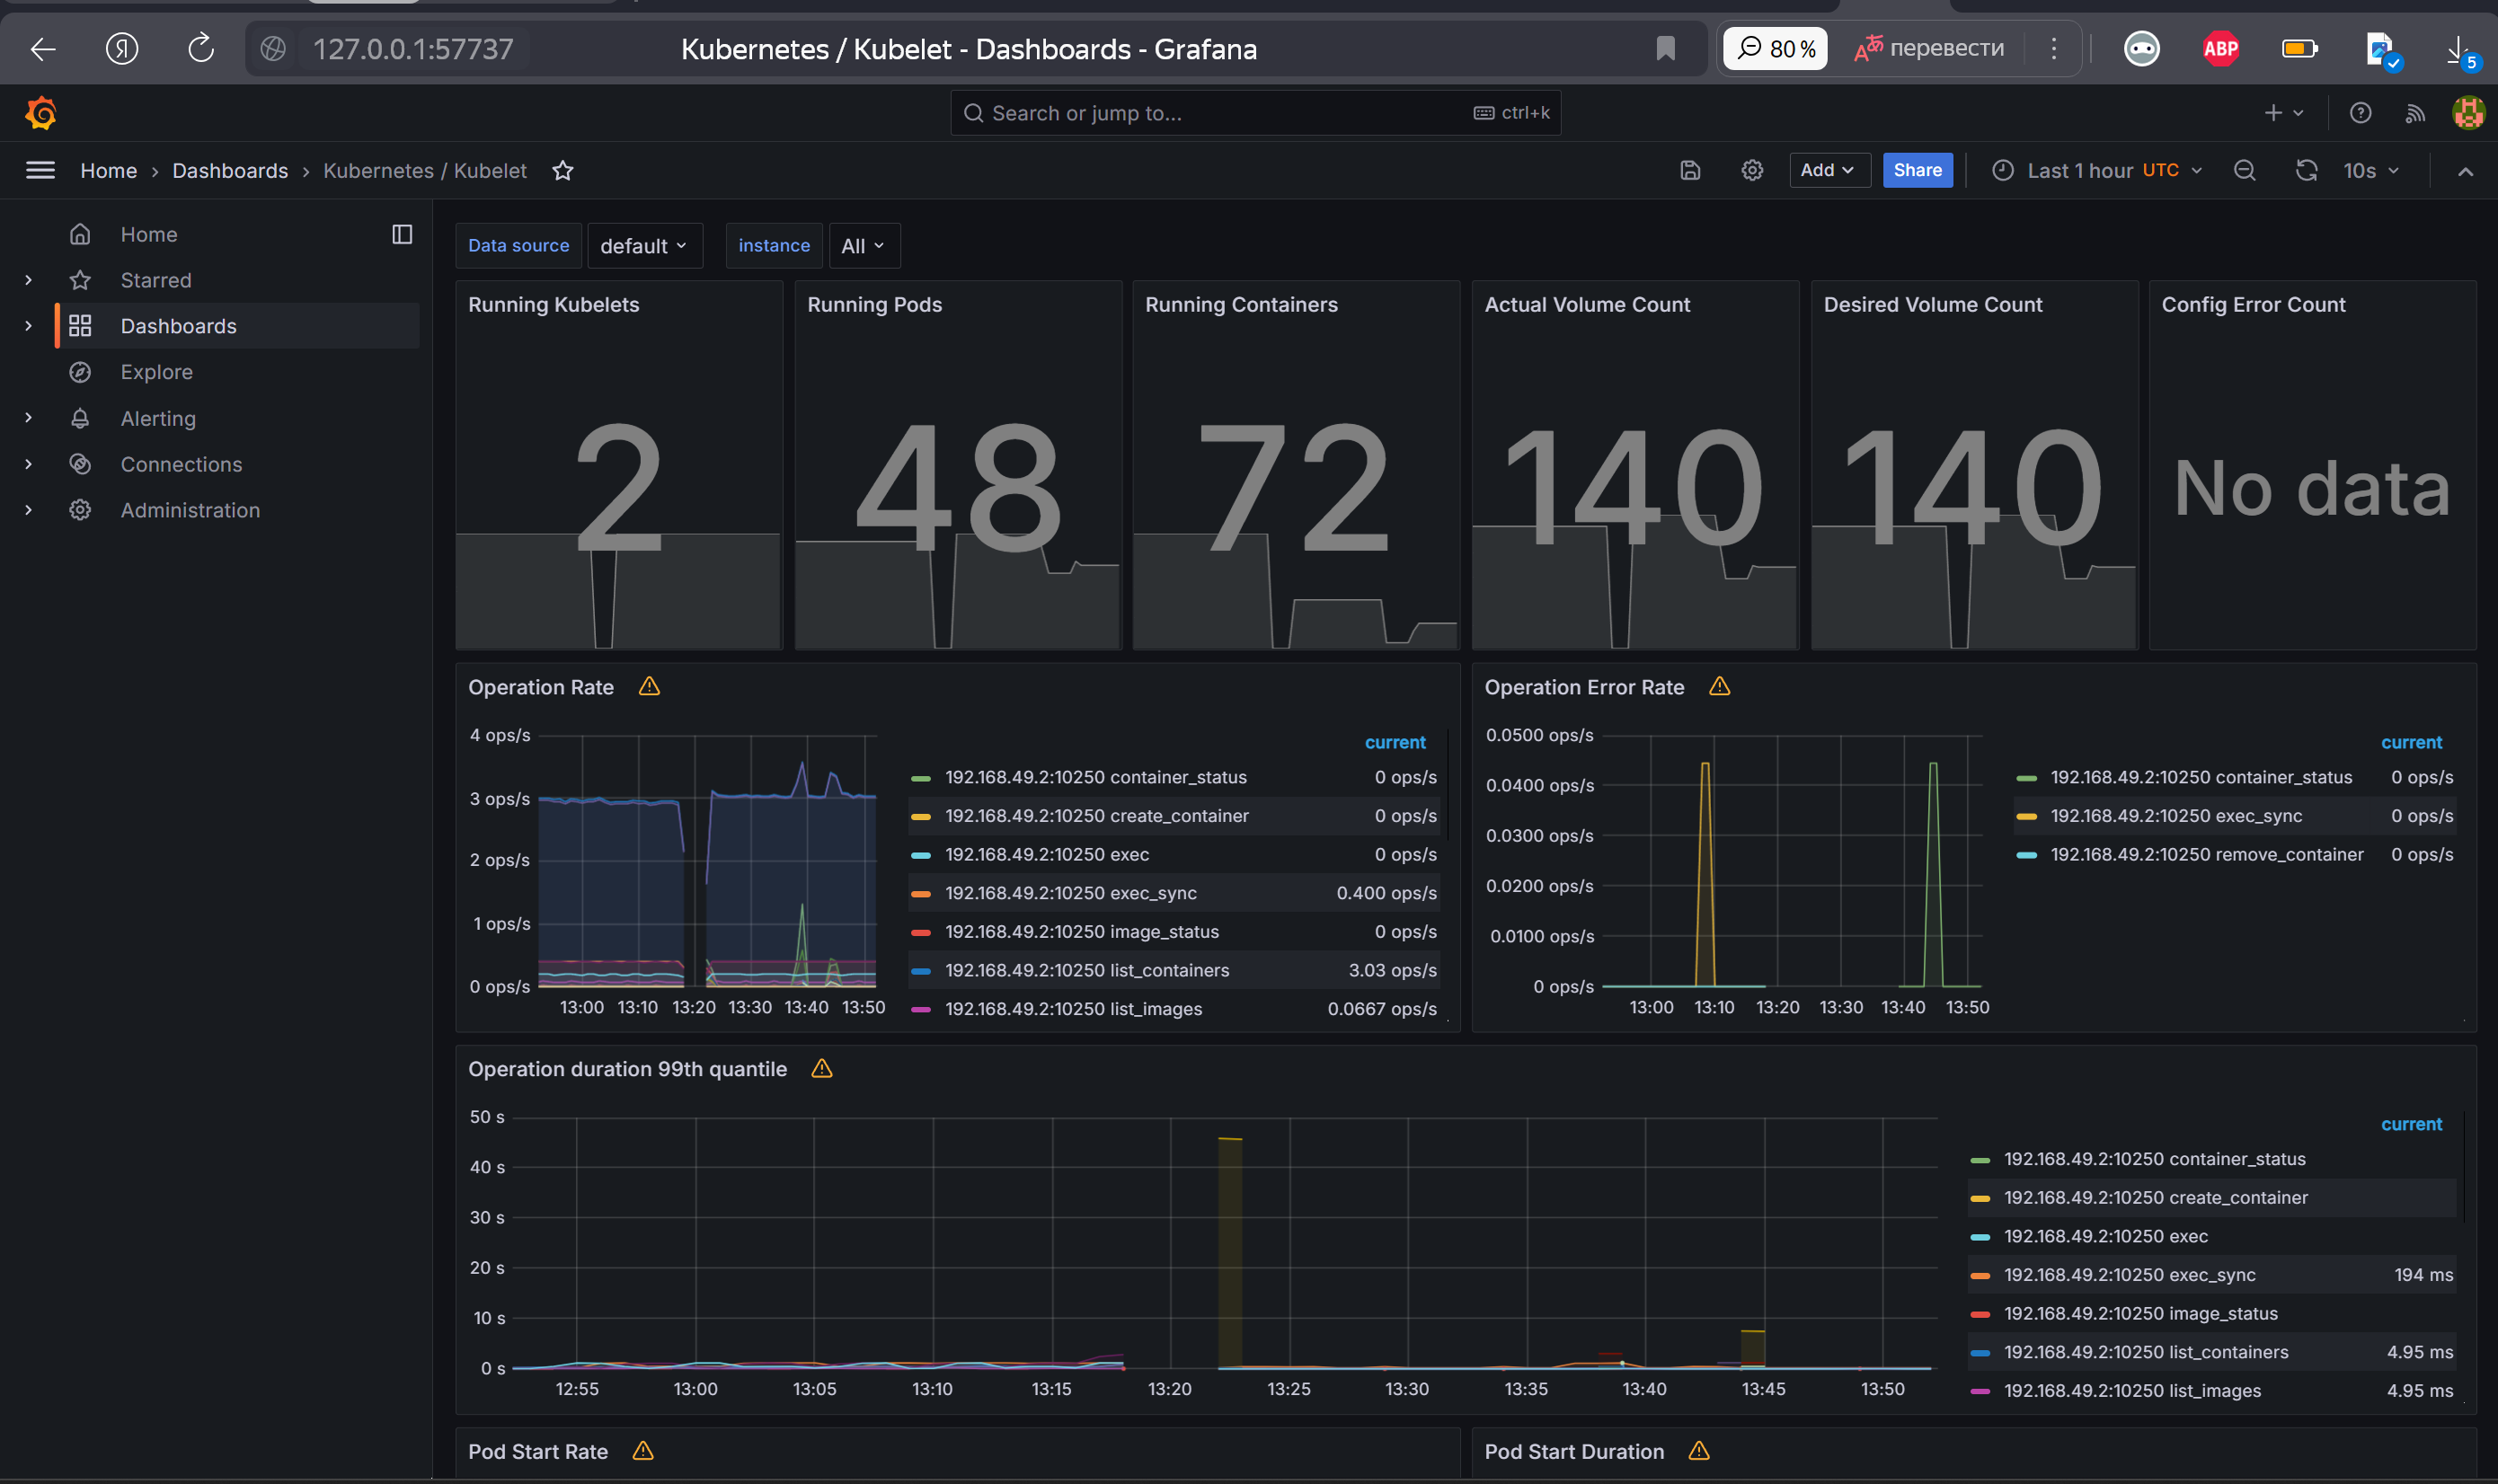 127.0.0.1:57737 Kubernetes / Kubelet - Dashboards - Grafana 80 % перевести ABP 5
Search or jump to... ctrl+k
Home › Dashboards › Kubernetes / Kubelet Add Share Last 1 hour UTC 10s
Home
Starred
Dashboards
Explore
Alerting
Connections
Administration
Data source default instance All
Running Kubelets
2
Running Pods
48
Running Containers
72
Actual Volume Count
140
Desired Volume Count
140
Config Error Count
No data
Operation Rate
4 ops/s
3 ops/s
2 ops/s
1 ops/s
0 ops/s
13:00 13:10 13:20 13:30 13:40 13:50
current
192.168.49.2:10250 container_status 0 ops/s
192.168.49.2:10250 create_container 0 ops/s
192.168.49.2:10250 exec 0 ops/s
192.168.49.2:10250 exec_sync 0.400 ops/s
192.168.49.2:10250 image_status 0 ops/s
192.168.49.2:10250 list_containers 3.03 ops/s
192.168.49.2:10250 list_images 0.0667 ops/s
Operation Error Rate
0.0500 ops/s
0.0400 ops/s
0.0300 ops/s
0.0200 ops/s
0.0100 ops/s
0 ops/s
13:00 13:10 13:20 13:30 13:40 13:50
current
192.168.49.2:10250 container_status 0 ops/s
192.168.49.2:10250 exec_sync 0 ops/s
192.168.49.2:10250 remove_container 0 ops/s
Operation duration 99th quantile
50 s
40 s
30 s
20 s
10 s
0 s
12:55 13:00 13:05 13:10 13:15 13:20 13:25 13:30 13:35 13:40 13:45 13:50
current
192.168.49.2:10250 container_status
192.168.49.2:10250 create_container
192.168.49.2:10250 exec
192.168.49.2:10250 exec_sync 194 ms
192.168.49.2:10250 image_status
192.168.49.2:10250 list_containers 4.95 ms
192.168.49.2:10250 list_images 4.95 ms
Pod Start Rate
Pod Start Duration